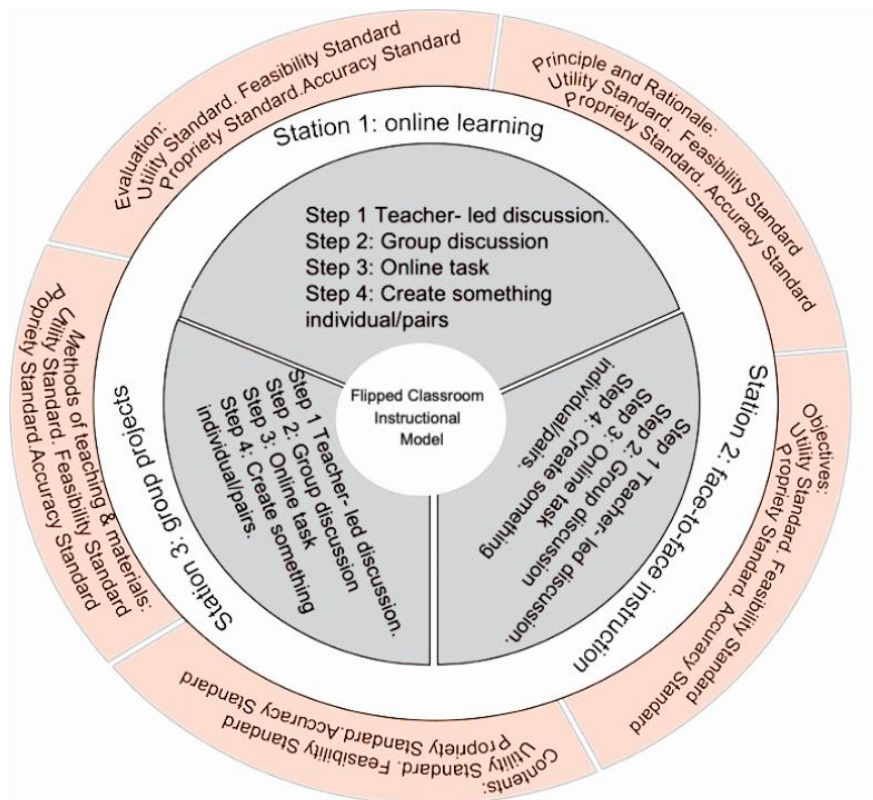 Evaluation:
Utility Standard. Feasibility Standard
Propriety Standard.Accuracy Standard
Principle and Rationale:
Utility Standard. Feasibility Standard
Propriety Standard. Accuracy Standard
Station 1: online learning
Step 1 Teacher- led discussion.
Step 2: Group discussion
Step 3: Online task
Step 4: Create something
individual/pairs
Flipped Classroom
Instructional
Model
Station 2: face-to-face instruction
Step 1 Teacher- led discussion.
Step 2: Group discussion
Step 3: Online task
Step 4: Create something
individual/pairs.
Objectives:
Utility Standard. Feasibility Standard
Propriety Standard. Accuracy Standard
Contents:
Utility Standard. Feasibility Standard
Propriety Standard.Accuracy Standard
Station 3: group projects
Step 1 Teacher- led discussion.
Step 2: Group discussion
Step 3: Online task
Step 4: Create something
individual/pairs.
Methods of teaching & materials:
Utility Standard. Feasibility Standard
Propriety Standard.Accuracy Standard